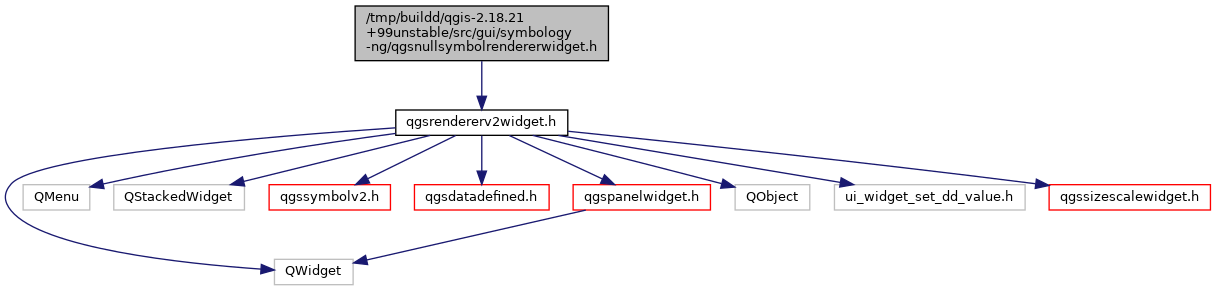 /tmp/buildd/qgis-2.18.21
+99unstable/src/gui/symbology
-ng/qgsnullsymbolrendererwidget.h
qgsrendererv2widget.h
QMenu
QStackedWidget
qgssymbolv2.h
qgsdatadefined.h
qgspanelwidget.h
QObject
ui_widget_set_dd_value.h
qgssizescalewidget.h
QWidget